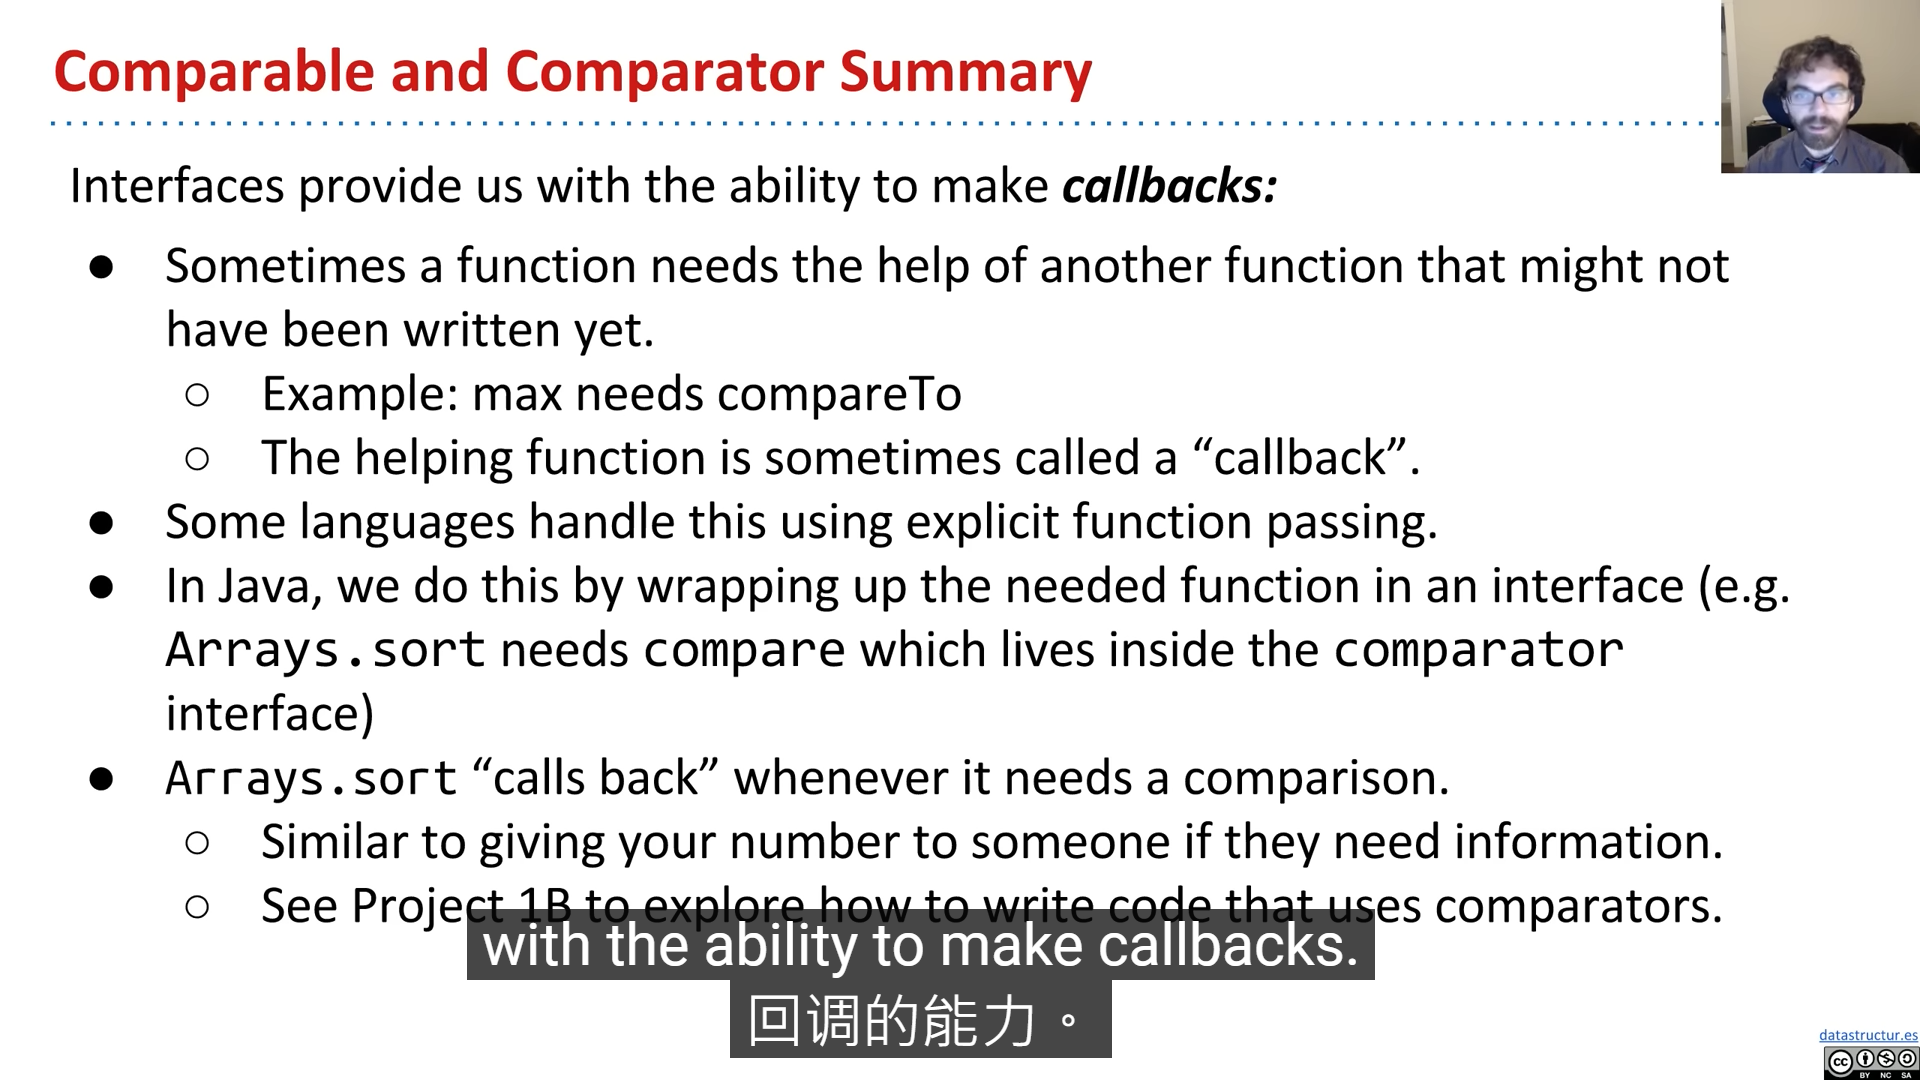 Comparable and Comparator Summary
Interfaces provide us with the ability to make callbacks:
● Sometimes a function needs the help of another function that might not
have been written yet.
○ Example: max needs compareTo
○ The helping function is sometimes called a “callback”.
● Some languages handle this using explicit function passing.
● In Java, we do this by wrapping up the needed function in an interface (e.g.
Arrays.sort needs compare which lives inside the comparator
interface)
● Arrays.sort “calls back” whenever it needs a comparison.
○ Similar to giving your number to someone if they need information.
○ See Project 1B to explore how to write code that uses comparators.
with the ability to make callbacks.
回调的能力。
datastructur.es
cc BY NC SA